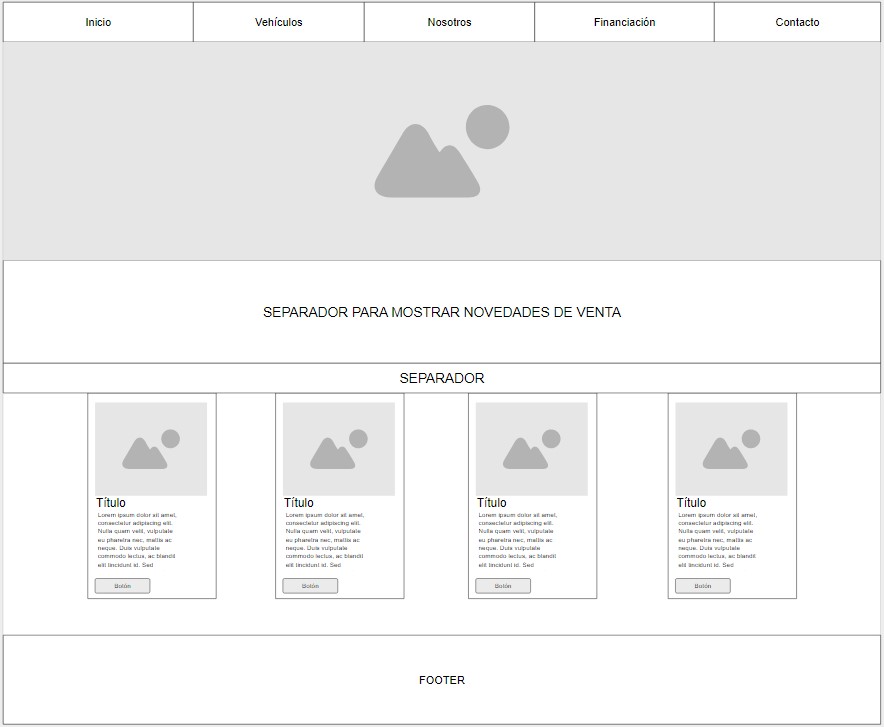 Inicio
Vehículos
Nosotros
Financiación
Contacto
SEPARADOR PARA MOSTRAR NOVEDADES DE VENTA
SEPARADOR
Título
Lorem ipsum dolor sit amet,
consectetur adipiscing elit.
Nulla quam velit, vulputate
eu pharetra nec, mattis ac
neque. Duis vulputate
commodo lectus, ac blandit
elit tincidunt id. Sed
Botón
Título
Lorem ipsum dolor sit amet,
consectetur adipiscing elit.
Nulla quam velit, vulputate
eu pharetra nec, mattis ac
neque. Duis vulputate
commodo lectus, ac blandit
elit tincidunt id. Sed
Botón
Título
Lorem ipsum dolor sit amet,
consectetur adipiscing elit.
Nulla quam velit, vulputate
eu pharetra nec, mattis ac
neque. Duis vulputate
commodo lectus, ac blandit
elit tincidunt id. Sed
Botón
Título
Lorem ipsum dolor sit amet,
consectetur adipiscing elit.
Nulla quam velit, vulputate
eu pharetra nec, mattis ac
neque. Duis vulputate
commodo lectus, ac blandit
elit tincidunt id. Sed
Botón
FOOTER